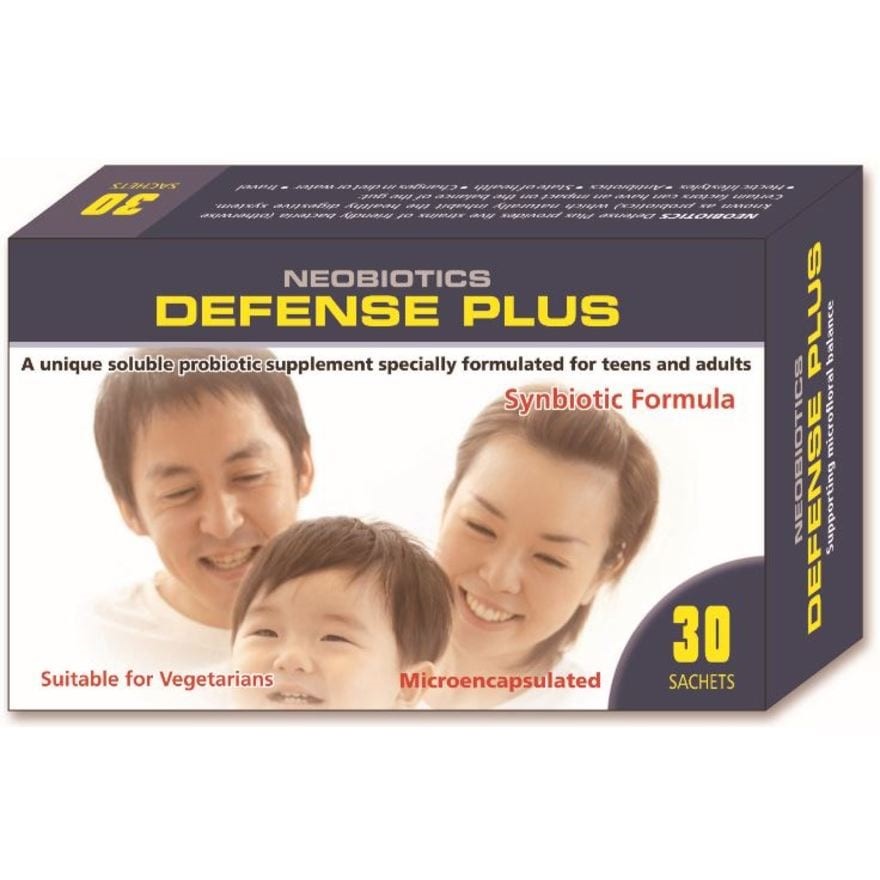 NEOBIOTICS Defense Plus provides live strains of friendly bacteria (otherwise
known as probiotics) which naturally inhabit the healthy digestive system.
Certain factors can have an impact on the balance of the gut:
• Hectic lifestyles • Antibiotics • State of health • Changes in diet or water • Travel
30
SACHETS
NEOBIOTICS
DEFENSE PLUS
A unique soluble probiotic supplement specially formulated for teens and adults
Synbiotic Formula
Suitable for Vegetarians
Microencapsulated
30
SACHETS
NEOBIOTICS
DEFENSE PLUS
Supporting microfloral balance